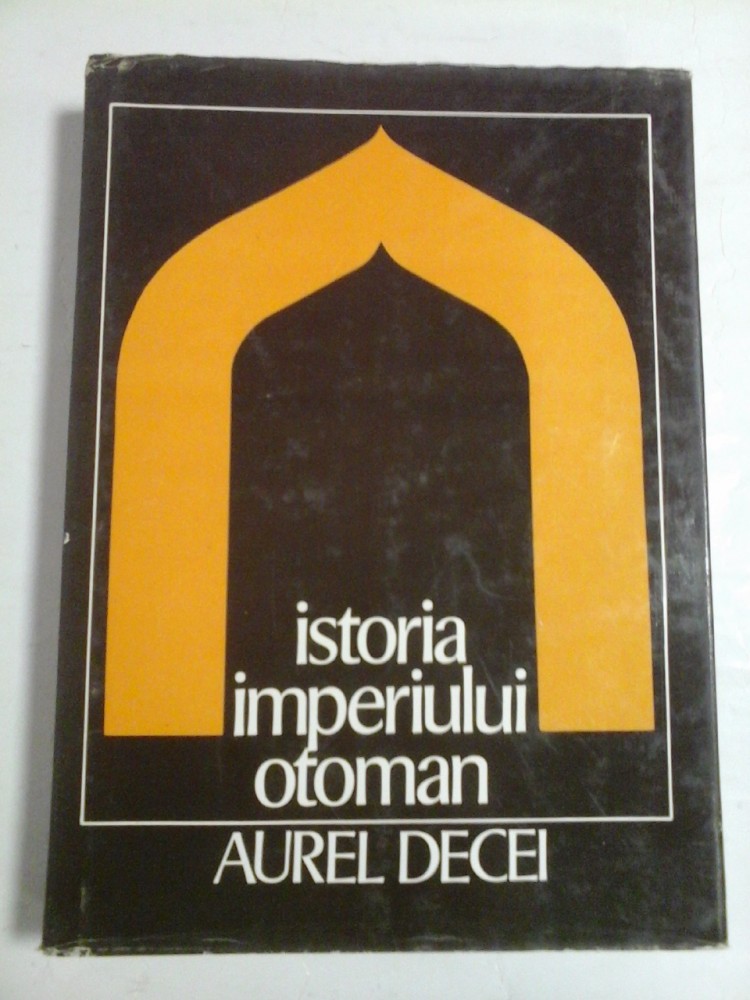 istoria
imperiului
otoman
AUREL DECEI